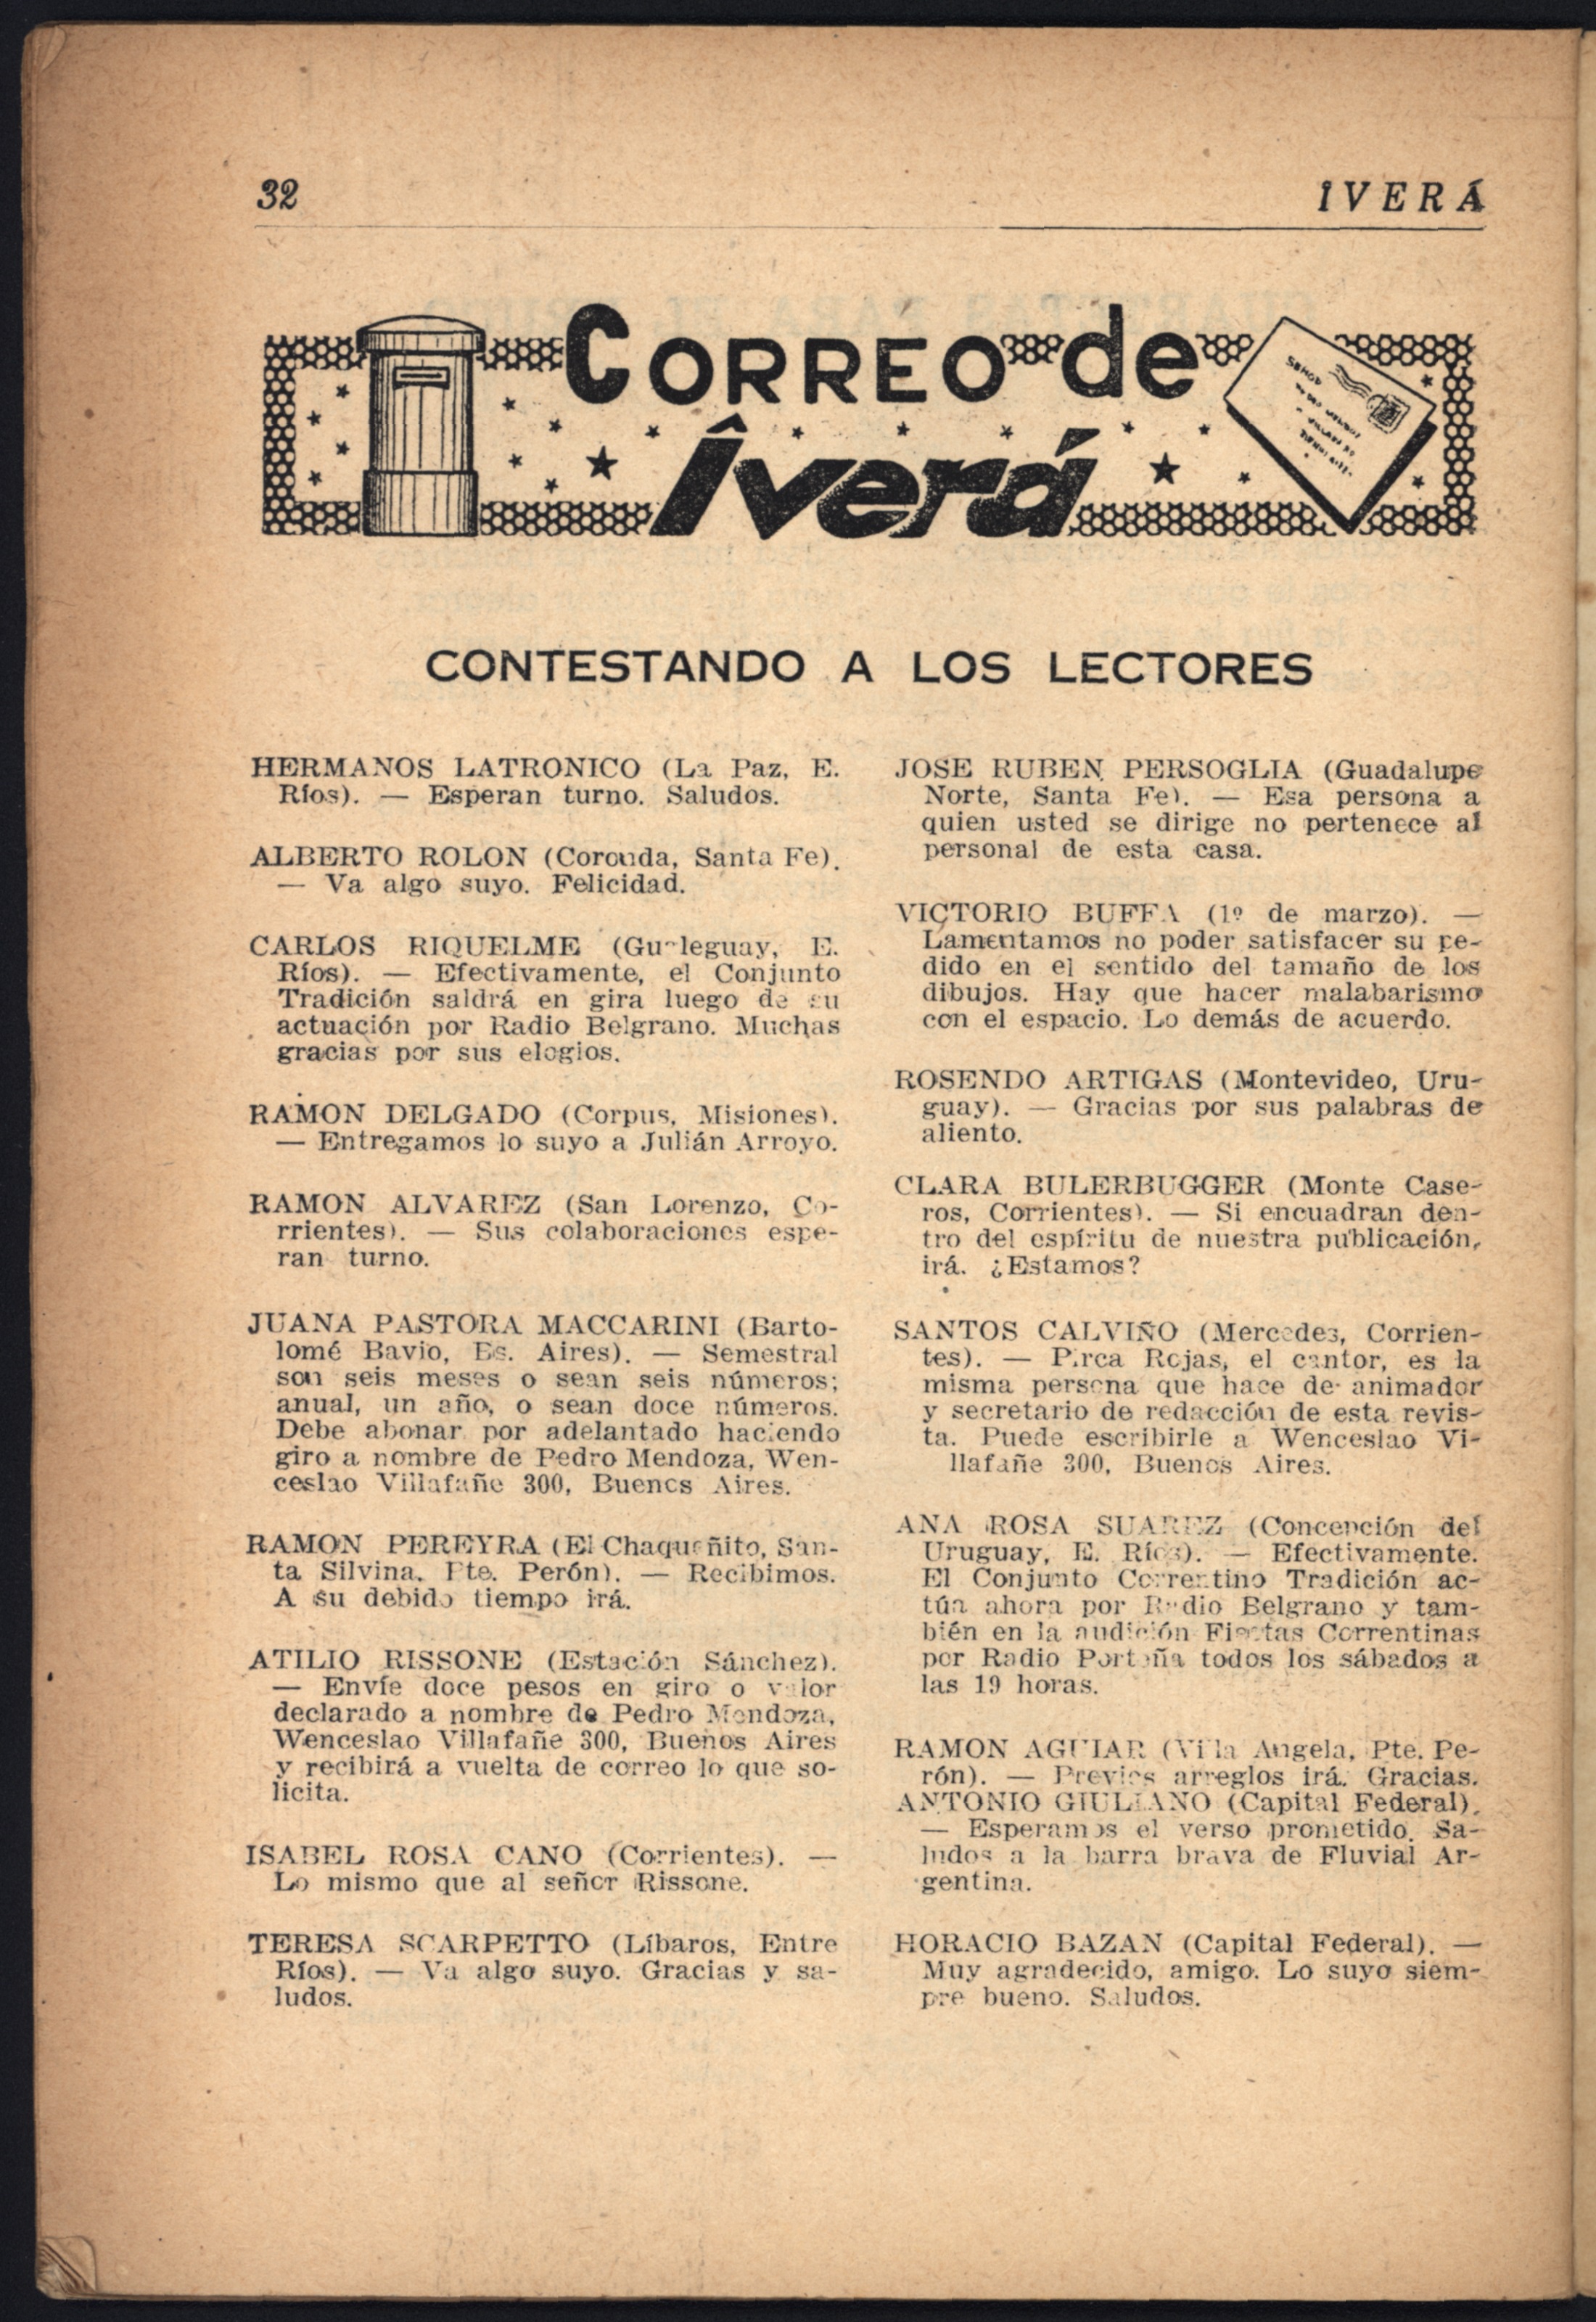 32
IVERÁ
CORREO de
Iverá
CONTESTANDO A LOS LECTORES
HERMANOS LATRONICO (La Paz, E.
Ríos). — Esperan turno. Saludos.
ALBERTO ROLON (Coronda, Santa Fe).
— Va algo suyo. Felicidad.
CARLOS RIQUELME (Gualeguay, E.
Ríos). — Efectivamente, el Conjunto
Tradición saldrá en gira luego de su
actuación por Radio Belgrano. Muchas
gracias por sus elogios.
RAMON DELGADO (Corpus, Misiones).
— Entregamos lo suyo a Julián Arroyo.
RAMON ALVAREZ (San Lorenzo, Co-
rrientes). — Sus colaboraciones espe-
ran turno.
JUANA PASTORA MACCARINI (Barto-
lomé Bavio, Bs. Aires). — Semestral
son seis meses o sean seis números;
anual, un año, o sean doce números.
Debe abonar por adelantado haciendo
giro a nombre de Pedro Mendoza, Wen-
ceslao Villafañe 300, Buenos Aires.
RAMON PEREYRA (El Chaqueñito, San-
ta Silvina, Pte. Perón). — Recibimos.
A su debido tiempo irá.
ATILIO RISSONE (Estación Sánchez).
— Envíe doce pesos en giro o valor
declarado a nombre de Pedro Mendoza,
Wenceslao Villafañe 300, Buenos Aires
y recibirá a vuelta de correo lo que so-
licita.
ISABEL ROSA CANO (Corrientes). —
Lo mismo que al señor Rissone.
TERESA SCARPETTO (Líbaros, Entre
Ríos). — Va algo suyo. Gracias y sa-
ludos.
JOSE RUBEN PERSOGLIA (Guadalupe
Norte, Santa Fe). — Esa persona a
quien usted se dirige no pertenece al
personal de esta casa.
VICTORIO BUFFA (1º de marzo). —
Lamentamos no poder satisfacer su pe-
dido en el sentido del tamaño de los
dibujos. Hay que hacer malabarismo
con el espacio. Lo demás de acuerdo.
ROSENDO ARTIGAS (Montevideo, Uru-
guay). — Gracias por sus palabras de
aliento.
CLARA BULERBUGGER (Monte Case-
ros, Corrientes). — Si encuadran den-
tro del espíritu de nuestra publicación,
irá. ¿Estamos?
SANTOS CALVIÑO (Mercedes, Corrien-
tes). — Pirca Rojas, el cantor, es la
misma persona que hace de animador
y secretario de redacción de esta revis-
ta. Puede escribirle a Wenceslao Vi-
llafañe 300, Buenos Aires.
ANA ROSA SUAREZ (Concepción del
Uruguay, E. Ríos). — Efectivamente.
El Conjunto Correntino Tradición ac-
túa ahora por Radio Belgrano y tam-
bién en la audición Fiestas Correntinas
por Radio Porteña todos los sábados a
las 19 horas.
RAMON AGUIAR (Villa Angela, Pte. Pe-
rón). — Previos arreglos irá. Gracias.
ANTONIO GIULIANO (Capital Federal).
— Esperamos el verso prometido. Sa-
ludos a la barra brava de Fluvial Ar-
gentina.
HORACIO BAZAN (Capital Federal). —
Muy agradecido, amigo. Lo suyo siem-
pre bueno. Saludos.